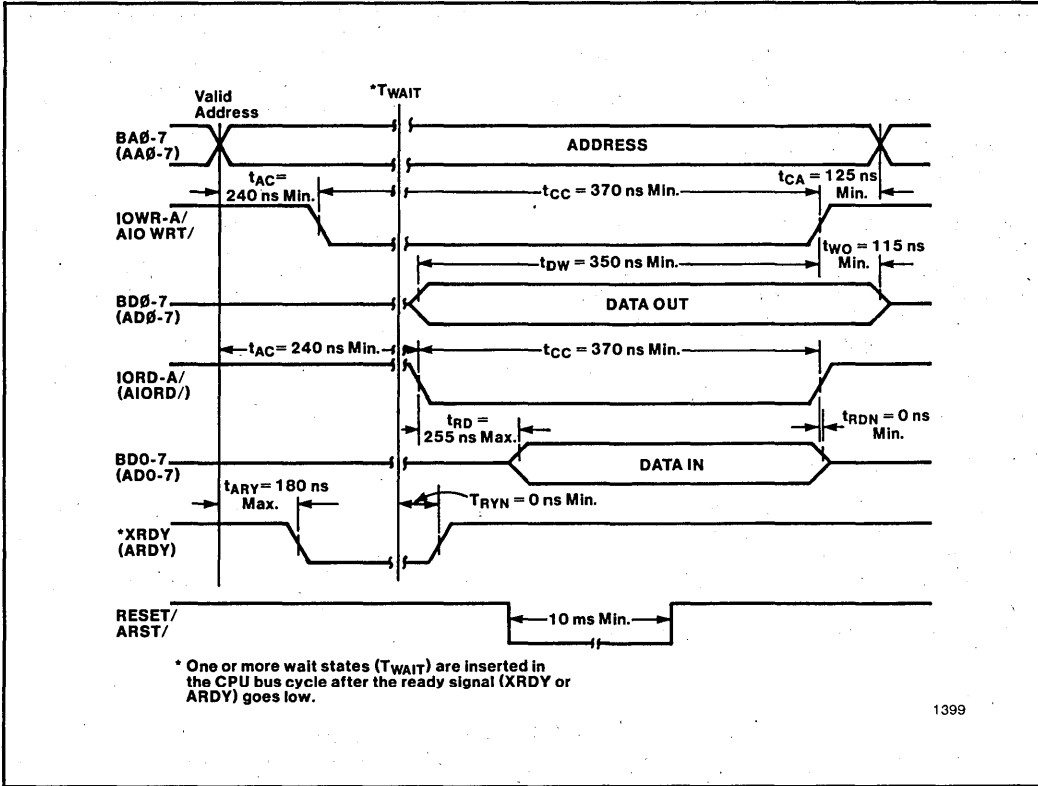 *TWAIT
Valid
Address
BAØ-7
(AAØ-7)
ADDRESS
tAC=
240 ns Min.
tCC = 370 ns Min.
tCA = 125 ns
Min.
IOWR-A/
AIO WRT/
tWO = 115 ns
Min.
tDW = 350 ns Min.
BDØ-7
(ADØ-7)
DATA OUT
tAC= 240 ns Min.
tCC = 370 ns Min.
IORD-A/
(AIORD/)
tRD =
255 ns Max.
tRDN = 0 ns
Min.
BD0-7
(AD0-7)
DATA IN
tARY=180 ns
Max.
TRYN = 0 ns Min.
*XRDY
(ARDY)
RESET/
ARST/
10 ms Min.
* One or more wait states (TWAIT) are inserted in
the CPU bus cycle after the ready signal (XRDY or
ARDY) goes low.
1399